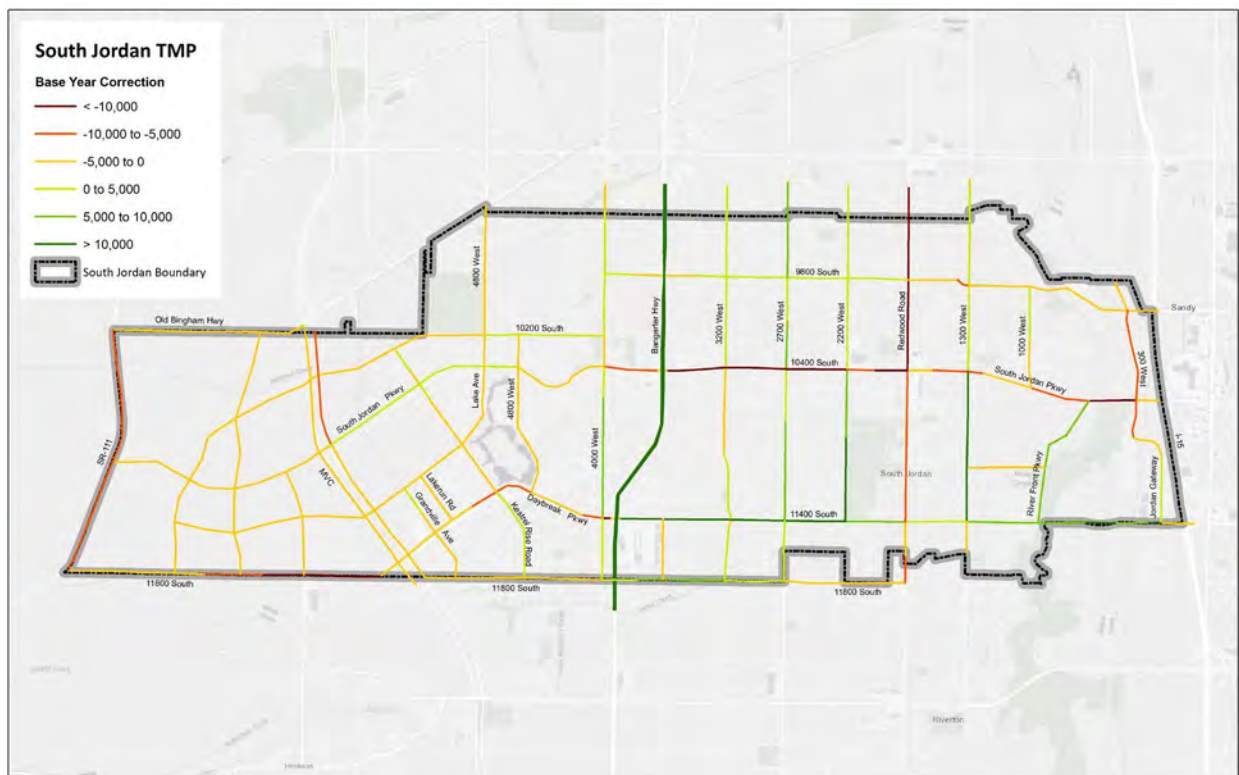 South Jordan TMP
Base Year Correction
< -10,000
-10,000 to -5,000
-5,000 to 0
0 to 5,000
5,000 to 10,000
> 10,000
South Jordan Boundary
4800 West
Bangerter Hwy
3200 West
2700 West
2200 West
Redwood Road
1300 West
1000 West
9800 South
Sandy
Old Bingham Hwy
10200 South
10400 South
300 West
South Jordan Pkwy
South Jordan Pkwy
Lake Ave
4800 West
4000 West
SR-111
MVC
Lakerun Rd
Grandville Ave
Daybreak Pkwy
Kestrel Rise Road
South Jordan
11400 South
River Front Pkwy
Jordan Gateway
I-15
11800 South
11800 South
11800 South
Riverton
Herriman